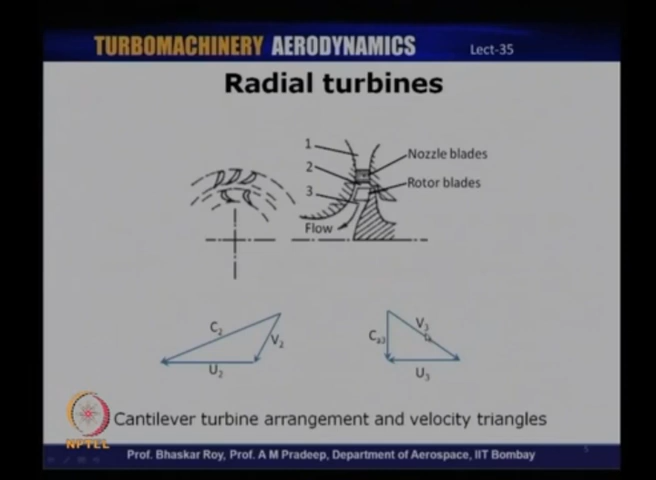 TURBOMACHINERY AERODYNAMICS Lect-35
Radial turbines
1
Nozzle blades
2
Rotor blades
3
Flow
C2
V2
U2
V3
Ca3
U3
NPTEL
Cantilever turbine arrangement and velocity triangles
Prof. Bhaskar Roy, Prof. A M Pradeep, Department of Aerospace, IIT Bombay
5